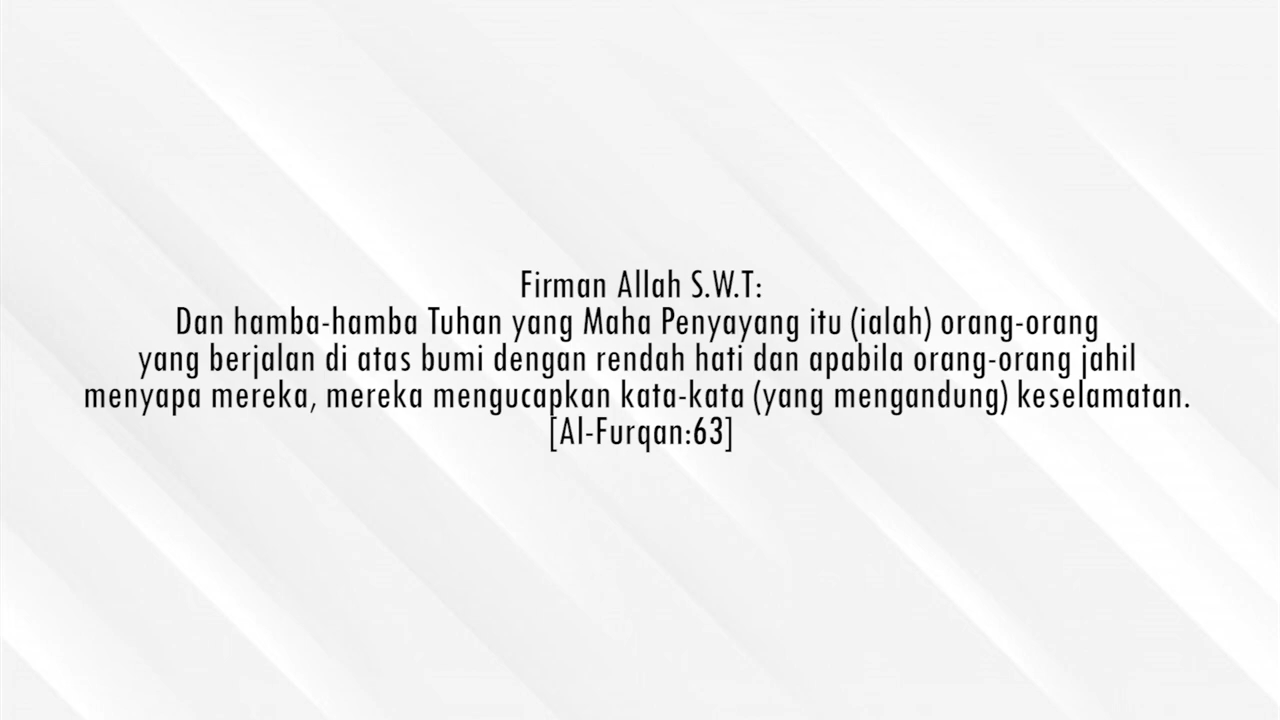 Firman Allah S.W.T:
Dan hamba-hamba Tuhan yang Maha Penyayang itu (ialah) orang-orang
yang berjalan di atas bumi dengan rendah hati dan apabila orang-orang jahil
menyapa mereka, mereka mengucapkan kata-kata (yang mengandung) keselamatan.
[Al-Furqan:63]